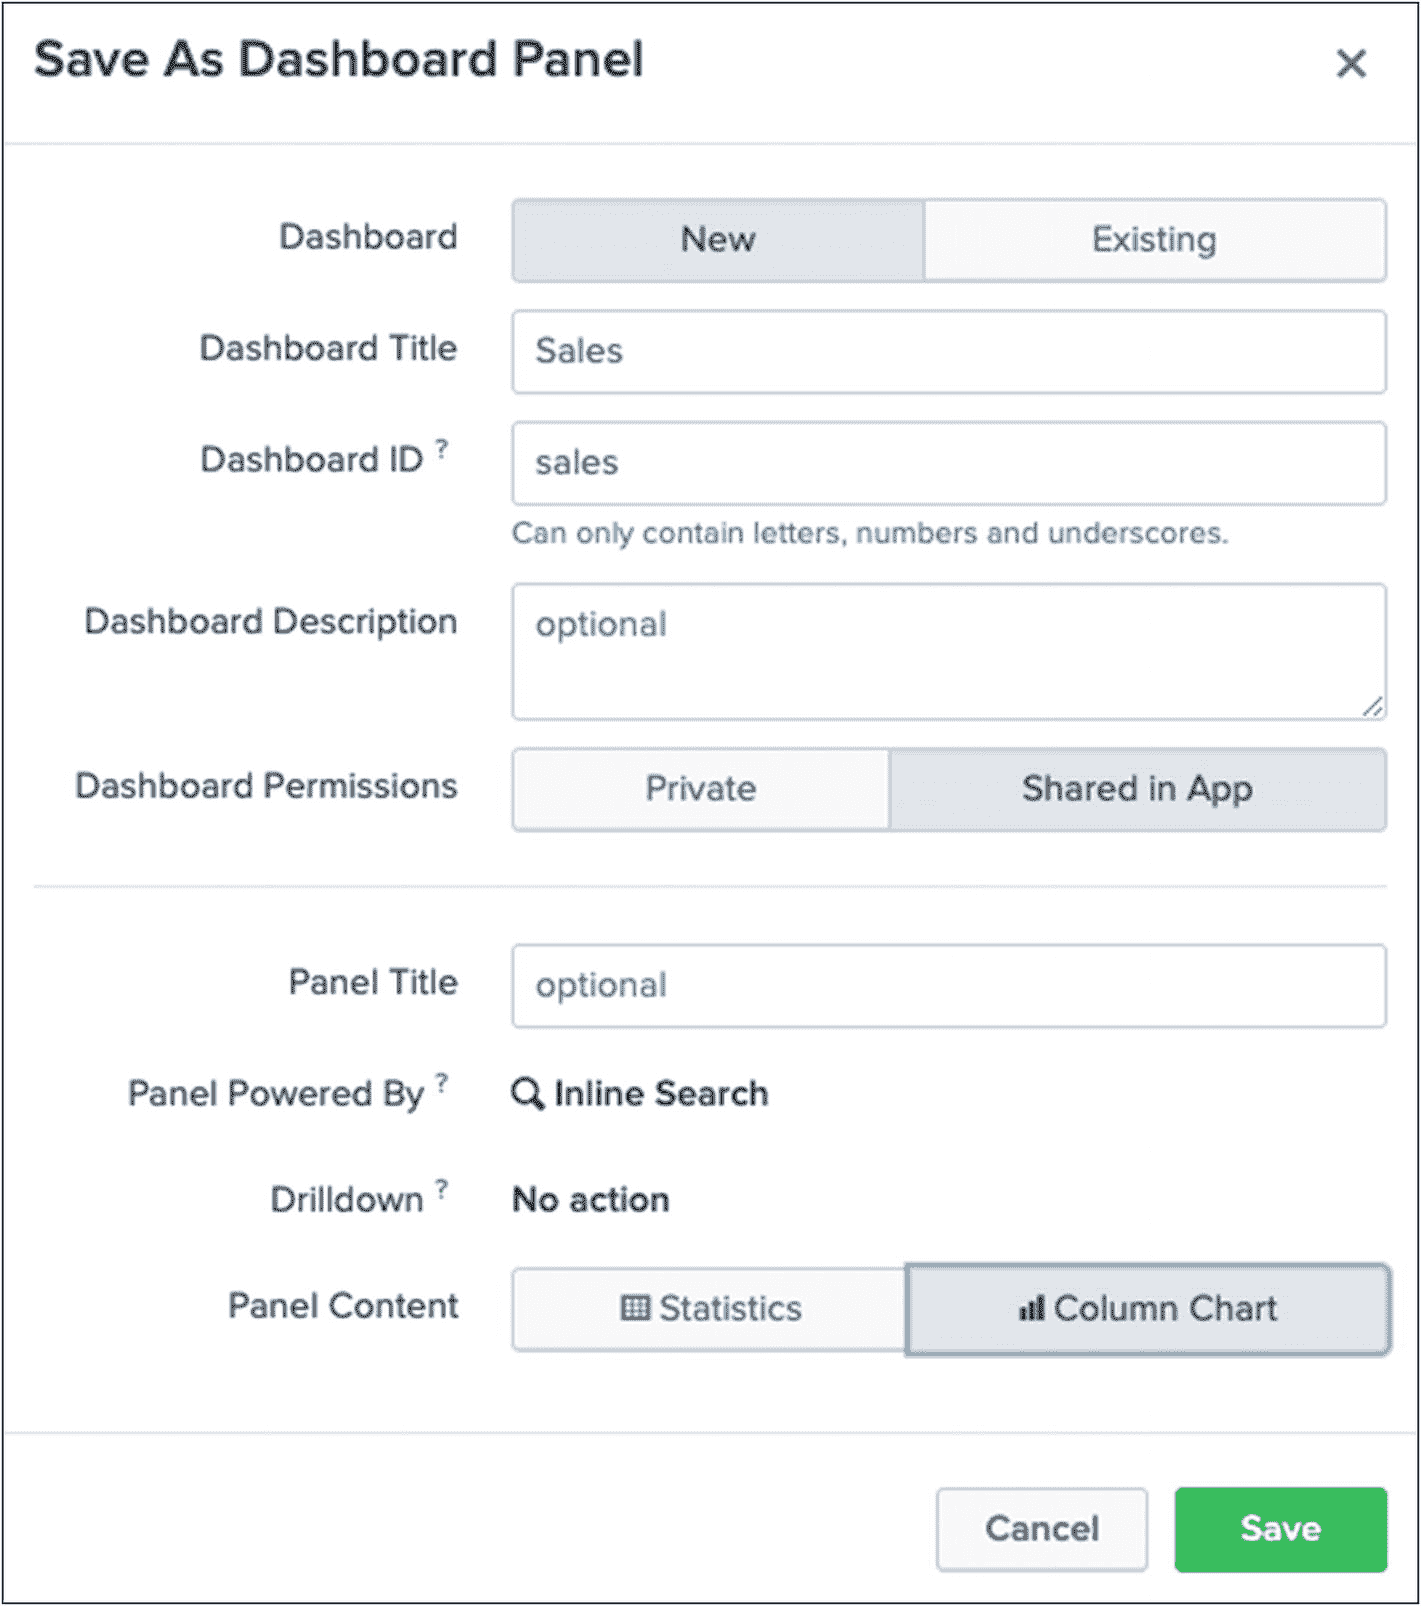 Save As Dashboard Panel
Dashboard New Existing
Dashboard Title Sales
Dashboard ID ? sales
Can only contain letters, numbers and underscores.
Dashboard Description optional
Dashboard Permissions Private Shared in App
Panel Title optional
Panel Powered By ? Inline Search
Drilldown ? No action
Panel Content Statistics Column Chart
Cancel Save